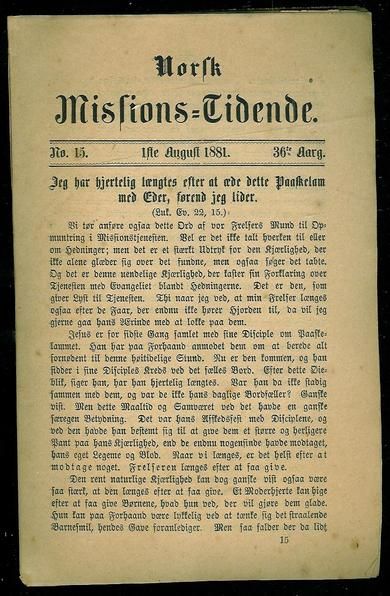 Norsk
Missions-Tidende.
No. 15.
1ste August 1881.
36te Aarg.
Jeg har hjertelig længtes efter at æde dette Paaskelam
med Eder, førend jeg lider.
(Luk. Ev. 22, 15.)
Vi tør anføre ogsaa dette Ord af vor Frelsers Mund til Op-
muntring i Missionstjenesten. Vel er det ikke talt hverken til eller
om Hedninger; men det er et stærkt Udtryk for den Kjærlighed, der
ikke alene glæder sig over det fundne, men ogsaa søger det tabte.
Og det er denne uendelige Kjærlighed, der kaster sin Forklaring over
Tjenesten med Evangeliet blandt Hedningerne. Det er den, som
giver Lyst til Tjenesten. Thi naar jeg ved, at min Frelser længes
ogsaa efter de Faar, der endnu ikke hører Hjorden til, da vil jeg
gjerne gaa hans Ærinde med at lokke paa dem.
Jesus er for sidste Gang samlet med sine Disciple om Paaske-
lammet. Han har paa Forhaand anmodet dem om at berede alt
fornødent til denne høitidelige Stund. Nu er den kommen, og han
sidder i sine Disciples Kreds ved det fælles Bord. Efter dette Øie-
blik, siger han, har han hjertelig længtes. Var han da ikke stadig
sammen med dem, og var de ikke hans daglige Bordfæller? Ganske
vist. Men dette Maaltid og Samværet ved det havde en ganske
særegen Betydning. Det var hans Afskedsfest med Disciplene, og
ved den havde han bestemt sig til at give dem et større og herligere
Pant paa hans Kjærlighed, end de endnu nogensinde havde modtaget,
hans eget Legeme og Blod. Naar vi længes, er det helst efter at
modtage noget. Frelseren længes efter at faa give.
Den rent naturlige Kjærlighed kan dog ganske vist ogsaa være
saa stærk, at den længes efter at faa give. Et Moderhjerte kan hige
efter at faa give Børnene, hvad hun ved, der vil gjøre dem glade.
Hun kan paa Forhaand være lykkelig ved at tænke sig det straalende
Barnesmil, hendes Gave foranlediger. Men saa falder der da lidt
15